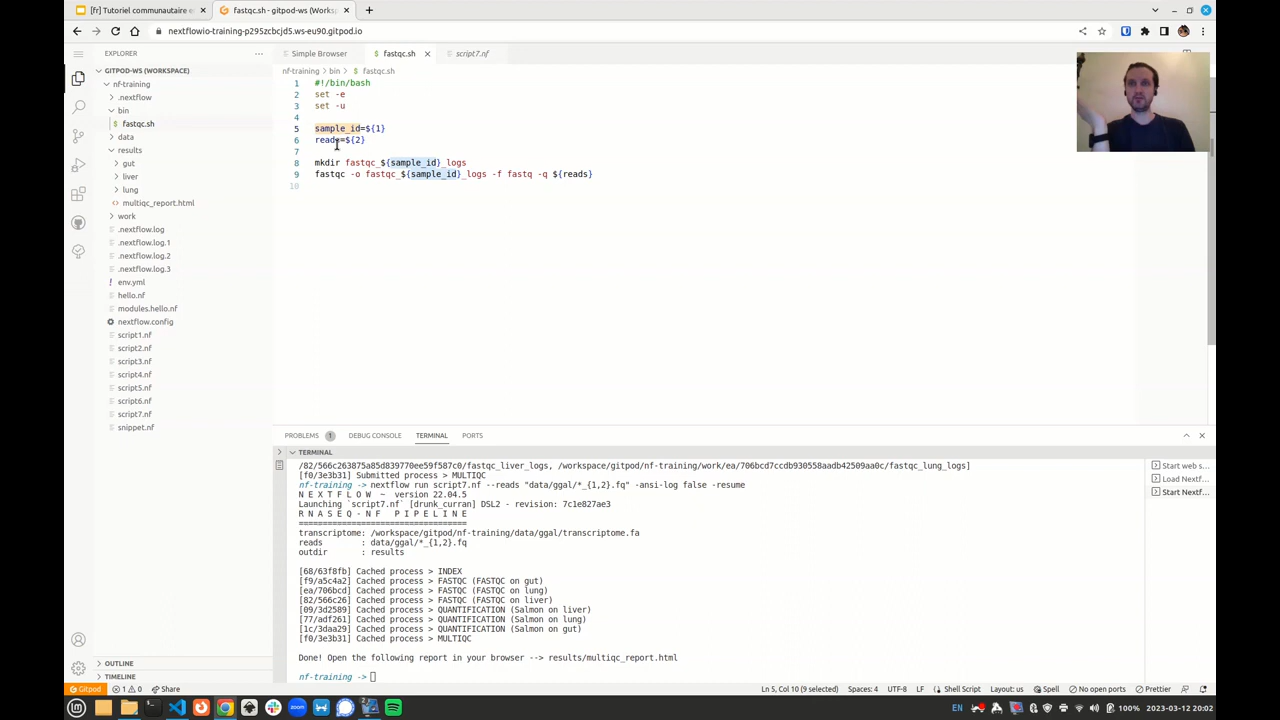 [fr] Tutoriel communautaire e
fastqc.sh - gitpod-ws (Works
nextflowio-training-p295zcbcjd5.ws-eu90.gitpod.io
EXPLORER
GITPOD-WS (WORKSPACE)
nf-training
.nextflow
bin
fastqc.sh
data
results
gut
liver
lung
multiqc_report.html
work
.nextflow.log
.nextflow.log.1
.nextflow.log.2
.nextflow.log.3
env.yml
hello.nf
modules.hello.nf
nextflow.config
script1.nf
script2.nf
script3.nf
script4.nf
script5.nf
script6.nf
script7.nf
snippet.nf
OUTLINE
TIMELINE
Simple Browser
fastqc.sh
script7.nf
nf-training > bin > fastqc.sh
1 #!/bin/bash
2 set -e
3 set -u
4
5 sample_id=${1}
6 reads=${2}
7
8 mkdir fastqc_${sample_id}_logs
9 fastqc -o fastqc_${sample_id}_logs -f fastq -q ${reads}
10
PROBLEMS 1 DEBUG CONSOLE TERMINAL PORTS
TERMINAL
/82/566c263875a85d839770ee59f587c0/fastqc_liver_logs, /workspace/gitpod/nf-training/work/ea/706bcd7ccdb930558aadb42509aa0c/fastqc_lung_logs]
[f0/3e3b31] Submitted process > MULTIQC
nf-training -> nextflow run script7.nf --reads "data/ggal/*_{1,2}.fq" -ansi-log false -resume
N E X T F L O W ~ version 22.04.5
Launching `script7.nf` [drunk_curran] DSL2 - revision: 7c1e827ae3
R N A S E Q - N F   P I P E L I N E
===================================
transcriptome: /workspace/gitpod/nf-training/data/ggal/transcriptome.fa
reads : data/ggal/*_{1,2}.fq
outdir : results
[68/63f8fb] Cached process > INDEX
[f9/a5c4a2] Cached process > FASTQC (FASTQC on gut)
[ea/706bcd] Cached process > FASTQC (FASTQC on lung)
[82/566c26] Cached process > FASTQC (FASTQC on liver)
[09/3d2589] Cached process > QUANTIFICATION (Salmon on liver)
[77/adf261] Cached process > QUANTIFICATION (Salmon on lung)
[1c/3daa29] Cached process > QUANTIFICATION (Salmon on gut)
[f0/3e3b31] Cached process > MULTIQC
Done! Open the following report in your browser --> results/multiqc_report.html
nf-training ->
Start web s...
Load Nextf...
Start Nextf...
Gitpod 1 0 Share
Ln 5, Col 10 (9 selected) Spaces: 4 UTF-8 LF Shell Script Layout: us Spell No open ports Prettier
EN 100% 2023-03-12 20:02